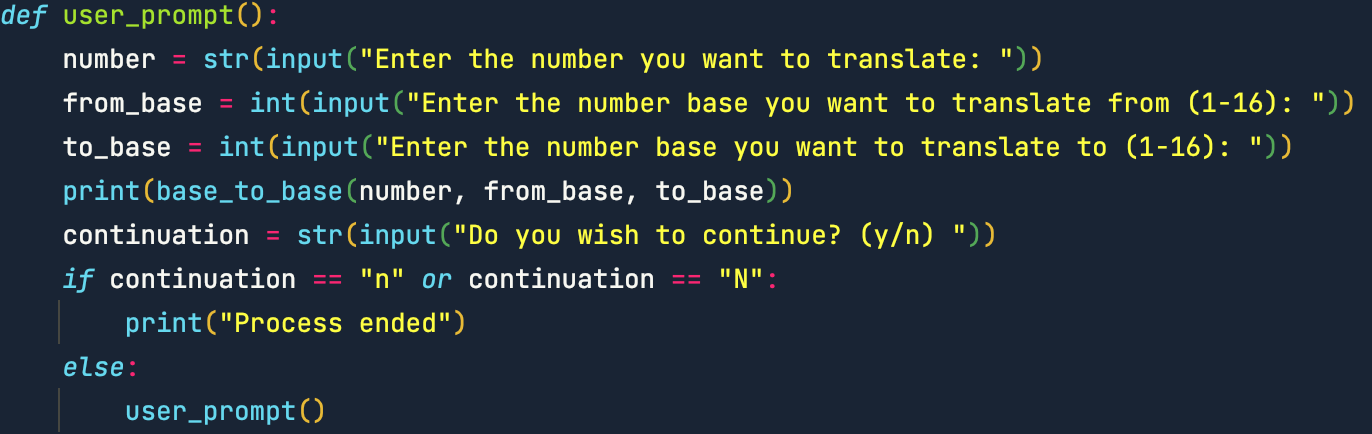 def user_prompt():
    number = str(input("Enter the number you want to translate: "))
    from_base = int(input("Enter the number base you want to translate from (1-16): "))
    to_base = int(input("Enter the number base you want to translate to (1-16): "))
    print(base_to_base(number, from_base, to_base))
    continuation = str(input("Do you wish to continue? (y/n) "))
    if continuation == "n" or continuation == "N":
        print("Process ended")
    else:
        user_prompt()